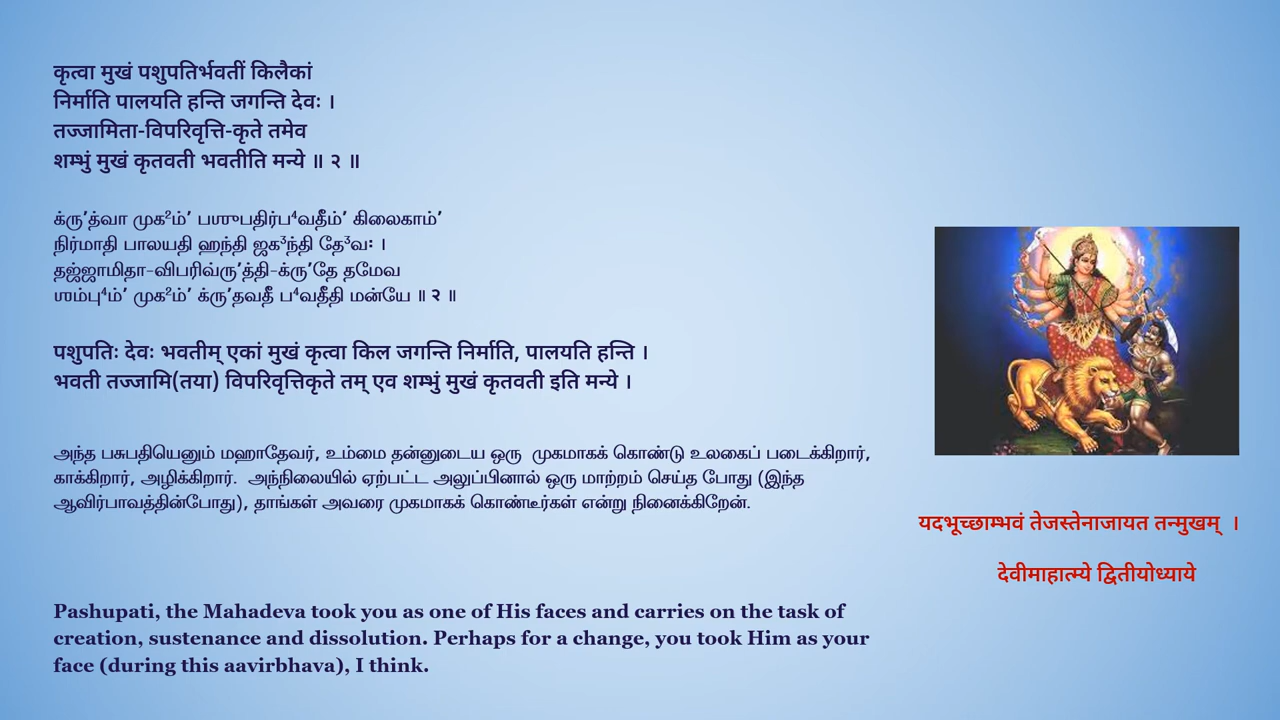 कृत्वा मुखं पशुपतिर्भवतीं किलैकां
निर्माति पालयति हन्ति जगन्ति देवः ।
तज्जामिता-विपरिवृत्ति-कृते तमेव
शम्भुं मुखं कृतवती भवतीति मन्ये ॥ २ ॥
க்ரு’த்வா முக²ம்’ பஶுபதிர்ப⁴வதீம்’ கிலைகாம்’
நிர்மாதி பாலயதி ஹந்தி ஜக³ந்தி தே³வ꞉ ।
தஜ்ஜாமிதா-விபரிவ்ரு’த்தி-க்ரு’தே தமேவ
ஶம்பு⁴ம்’ முக²ம்’ க்ரு’தவதீ ப⁴வதீதி மன்யே ॥ २ ॥
पशुपतिः देवः भवतीम् एकां मुखं कृत्वा किल जगन्ति निर्माति, पालयति हन्ति ।
भवती तज्जामि(तया) विपरिवृत्तिकृते तम् एव शम्भुं मुखं कृतवती इति मन्ये ।
அந்த பசுபதியெனும் மஹாதேவர், உம்மை தன்னுடைய ஒரு  முகமாகக் கொண்டு உலகைப் படைக்கிறார்,
காக்கிறார், அழிக்கிறார்.  அந்நிலையில் ஏற்பட்ட அலுப்பினால் ஒரு மாற்றம் செய்த போது (இந்த
ஆவிர்பாவத்தின்போது), தாங்கள் அவரை முகமாகக் கொண்டீர்கள் என்று நினைக்கிறேன்.
Pashupati, the Mahadeva took you as one of His faces and carries on the task of
creation, sustenance and dissolution. Perhaps for a change, you took Him as your
face (during this aavirbhava), I think.
यदभूच्छाम्भवं तेजस्तेनाजायत तन्मुखम्  ।
देवीमाहात्म्ये द्वितीयोध्याये